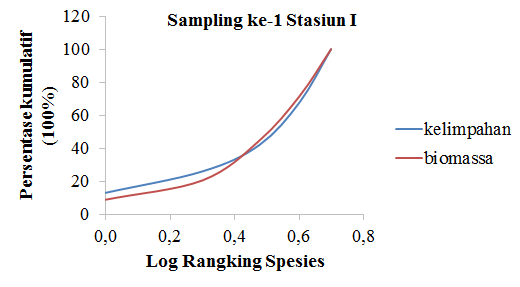 Sampling ke-1 Stasiun I
120
100
80
60
40
20
0
Persentase kumulatif
(100%)
0,0
0,2
0,4
0,6
0,8
Log Rangking Spesies
kelimpahan
biomassa